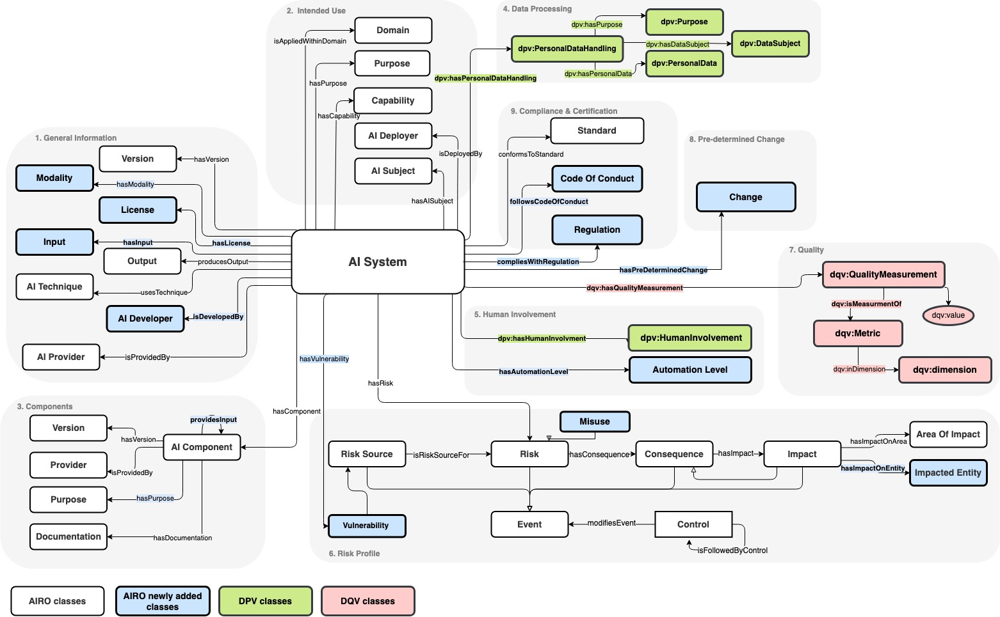 2. Intended Use
Domain
isAppliedWithinDomain
Purpose
hasPurpose
Capability
hasCapability
AI Deployer
isDeployedBy
AI Subject
hasAISubject
4. Data Processing
dpv:hasPurpose
dpv:Purpose
dpv:PersonalDataHandling
dpv:hasDataSubject
dpv:DataSubject
dpv:PersonalData
dpv:hasPersonalData
dpv:hasPersonalDataHandling
9. Compliance & Certification
Standard
conformsToStandard
Code Of Conduct
followsCodeOfConduct
Regulation
compliesWithRegulation
8. Pre-determined Change
Change
hasPreDeterminedChange
1. General Information
Version
hasVersion
Modality
hasModality
License
hasLicense
Input
hasInput
Output
producesOutput
AI Technique
usesTechnique
AI Developer
isDevelopedBy
AI Provider
isProvidedBy
AI System
7. Quality
dqv:QualityMeasurement
dqv:hasQualityMeasurement
dqv:isMeasurmentOf
dqv:value
dqv:Metric
dqv:inDimension
dqv:dimension
5. Human Involvement
dpv:hasHumanInvolvment
dpv:HumanInvolvement
hasAutomationLevel
Automation Level
hasVulnerability
hasRisk
hasComponent
3. Components
Version
hasVersion
providesInput
AI Component
Provider
isProvidedBy
Purpose
hasPurpose
Documentation
hasDocumentation
Misuse
Risk Source
isRiskSourceFor
Risk
hasConsequence
Consequence
hasImpact
Impact
hasImpactOnArea
Area Of Impact
hasImpactOnEntity
Impacted Entity
Vulnerability
Event
modifiesEvent
Control
isFollowedByControl
6. Risk Profile
AIRO classes
AIRO newly added
classes
DPV classes
DQV classes